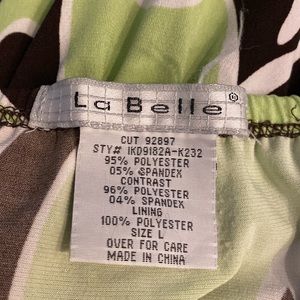 La Belle ®
CUT 92897
STY# IKD9182A-K232
95% POLYESTER
05% SPANDEX
CONTRAST
96% POLYESTER
04% SPANDEX
LINING
100% POLYESTER
SIZE L
OVER FOR CARE
MADE IN CHINA